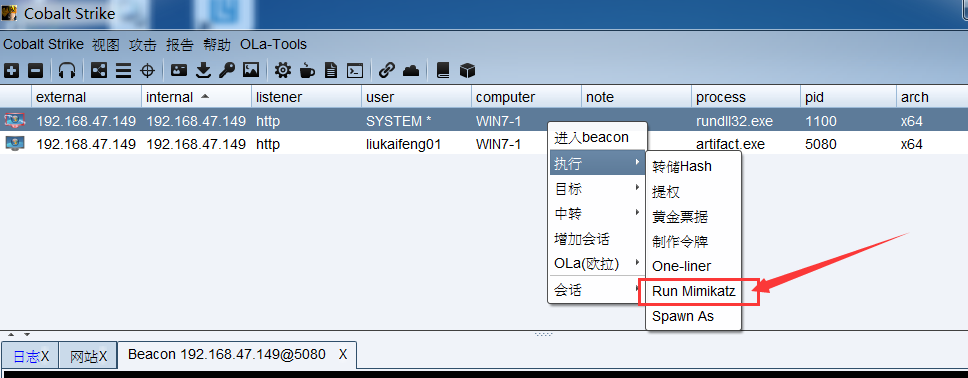 Cobalt Strike
Cobalt Strike 视图 攻击 报告 帮助 OLa-Tools
external internal listener user computer note process pid arch
192.168.47.149 192.168.47.149 http SYSTEM * WIN7-1 rundll32.exe 1100 x64
192.168.47.149 192.168.47.149 http liukaifeng01 WIN7-1 artifact.exe 5080 x64
进入beacon
执行
目标
中转
增加会话
OLa(欧拉)
会话
转储Hash
提权
黄金票据
制作令牌
One-liner
Run Mimikatz
Spawn As
日志X 网站X Beacon 192.168.47.149@5080 X